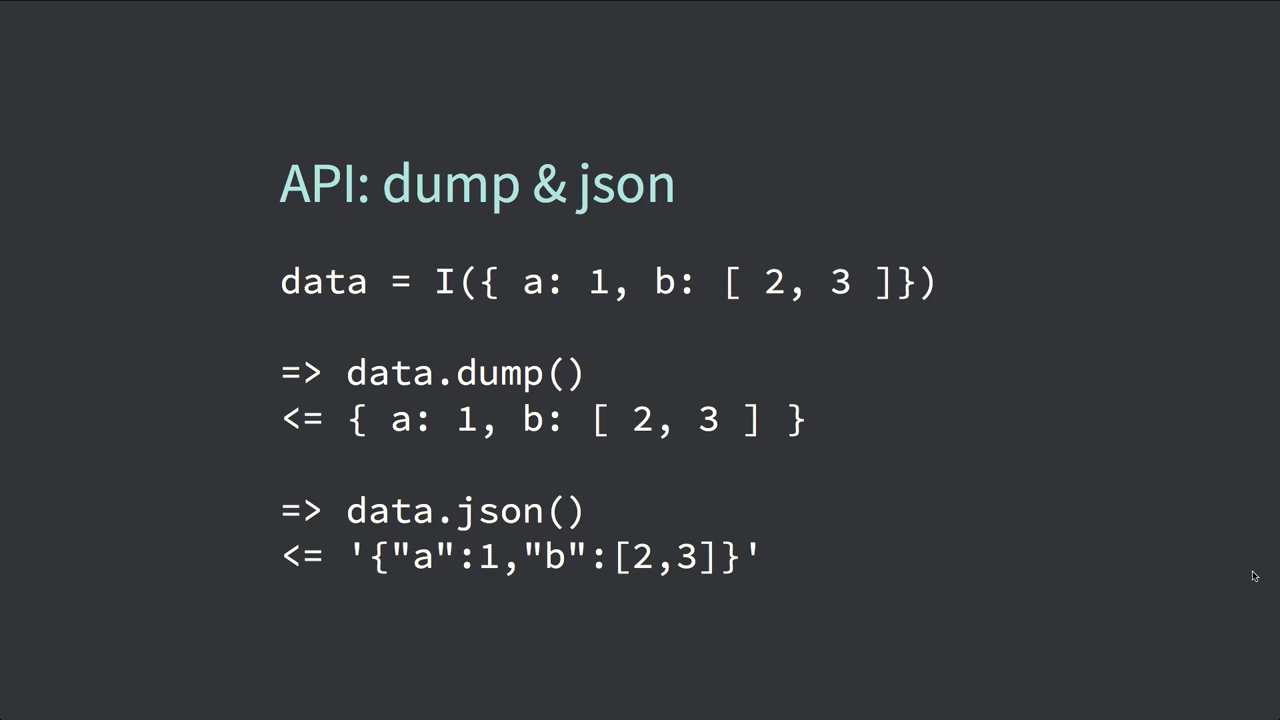 API: dump & json
data = I({ a: 1, b: [ 2, 3 ]})
=> data.dump()
<= { a: 1, b: [ 2, 3 ] }
=> data.json()
<= '{"a":1,"b":[2,3]}'